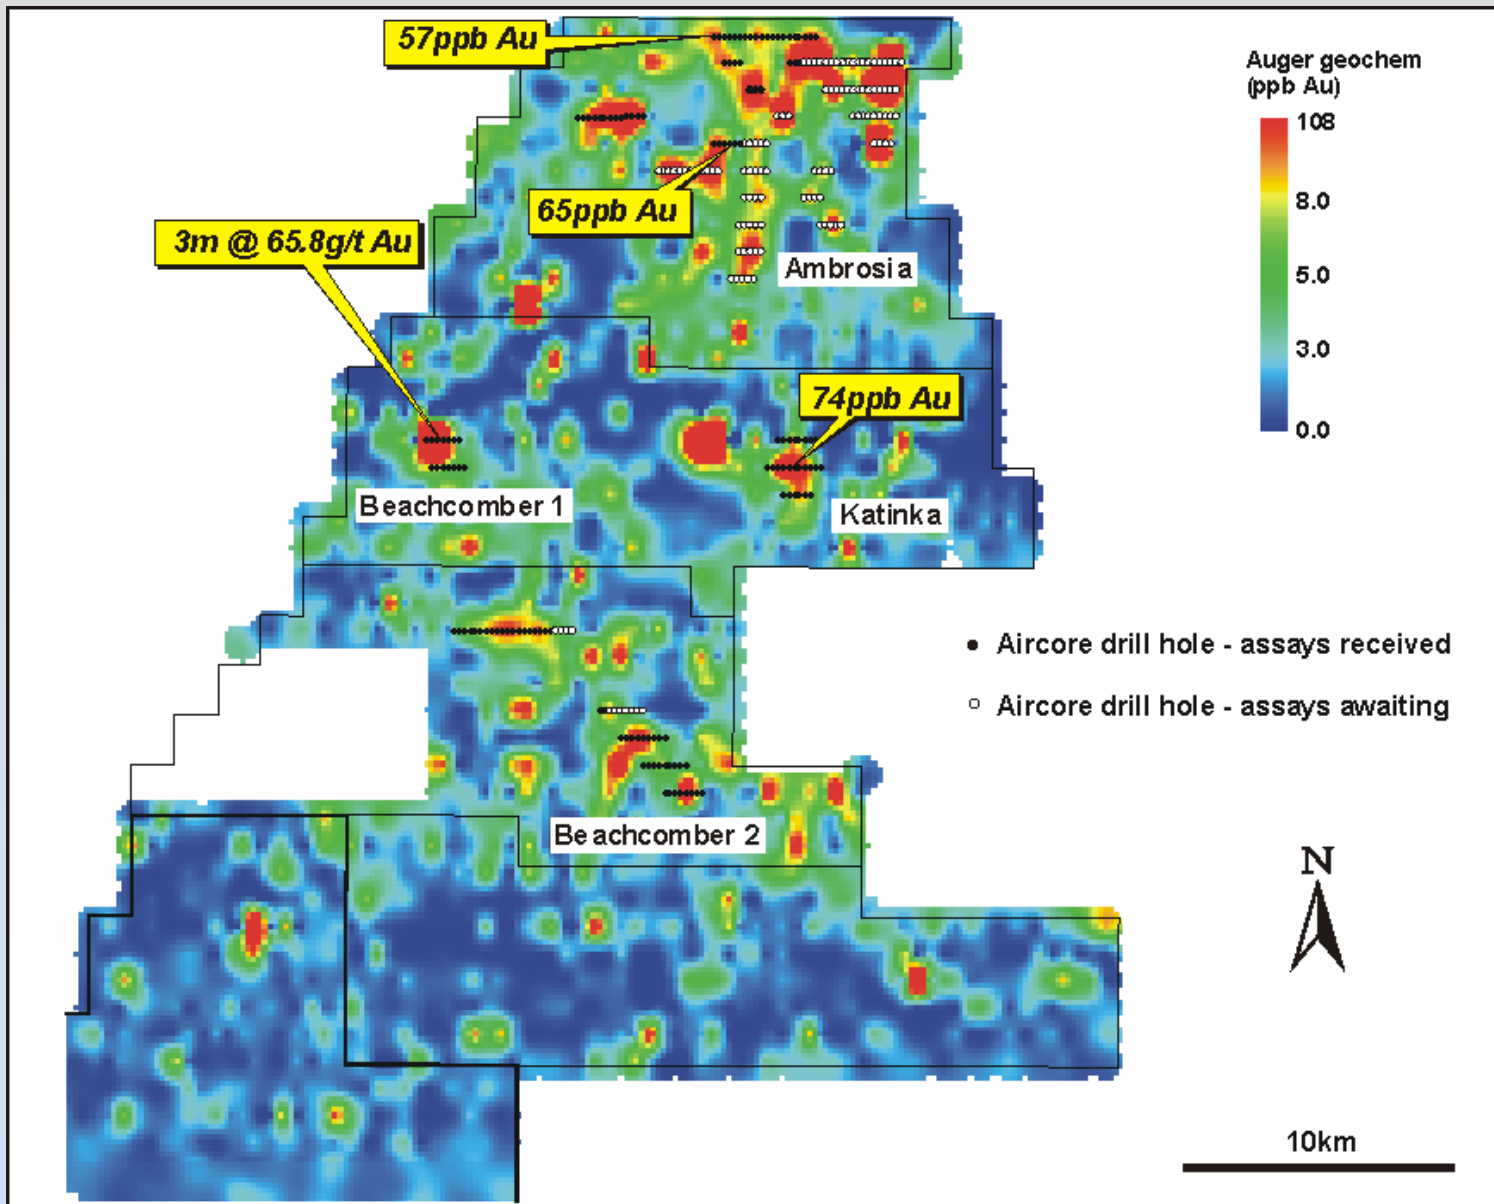 57ppb Au
Auger geochem
(ppb Au)
108
8.0
5.0
3.0
0.0
65ppb Au
3m @ 65.8g/t Au
Ambrosia
74ppb Au
Beachcomber 1
Katinka
Aircore drill hole - assays received
Aircore drill hole - assays awaiting
Beachcomber 2
N
10km